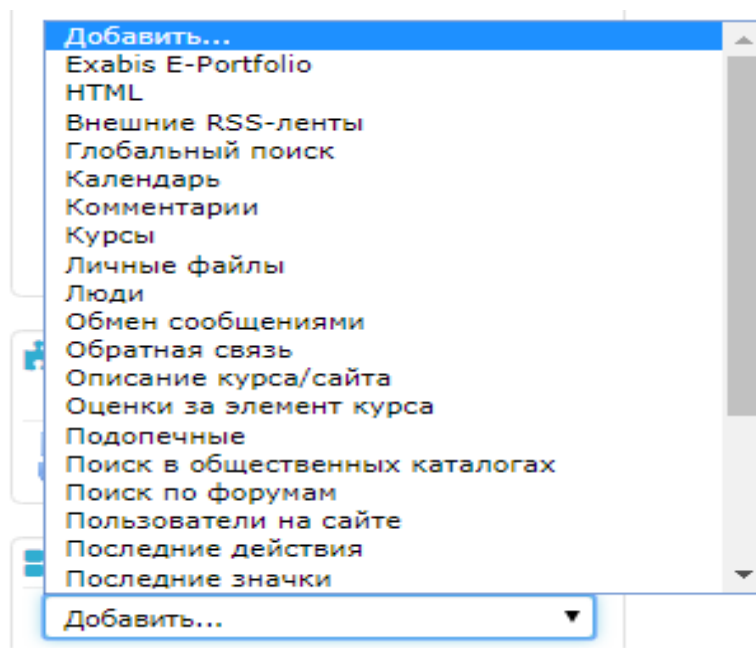 Добавить...
Exabis E-Portfolio
HTML
Внешние RSS-ленты
Глобальный поиск
Календарь
Комментарии
Курсы
Личные файлы
Люди
Обмен сообщениями
Обратная связь
Описание курса/сайта
Оценки за элемент курса
Подопечные
Поиск в общественных каталогах
Поиск по форумам
Пользователи на сайте
Последние действия
Последние значки
Добавить...